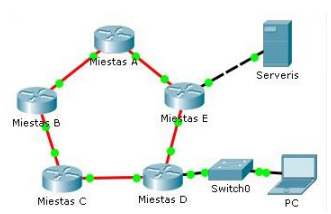 Miestas A
Serveris
Miestas B
Miestas E
Switch0
Miestas C
Miestas D
PC